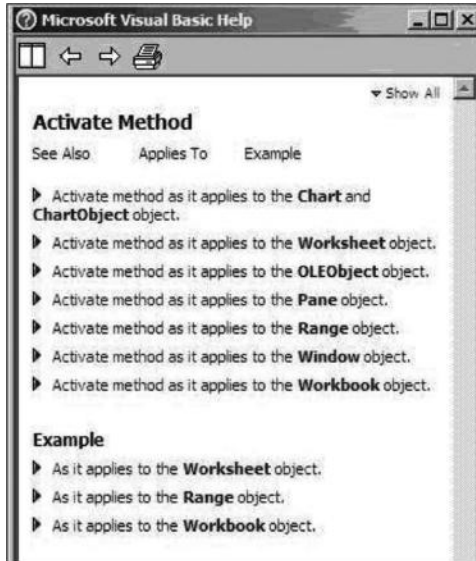 Microsoft Visual Basic Help
Show All
Activate Method
See Also Applies To Example
Activate method as it applies to the Chart and
ChartObject object.
Activate method as it applies to the Worksheet object.
Activate method as it applies to the OLEObject object.
Activate method as it applies to the Pane object.
Activate method as it applies to the Range object.
Activate method as it applies to the Window object.
Activate method as it applies to the Workbook object.
Example
As it applies to the Worksheet object.
As it applies to the Range object.
As it applies to the Workbook object.